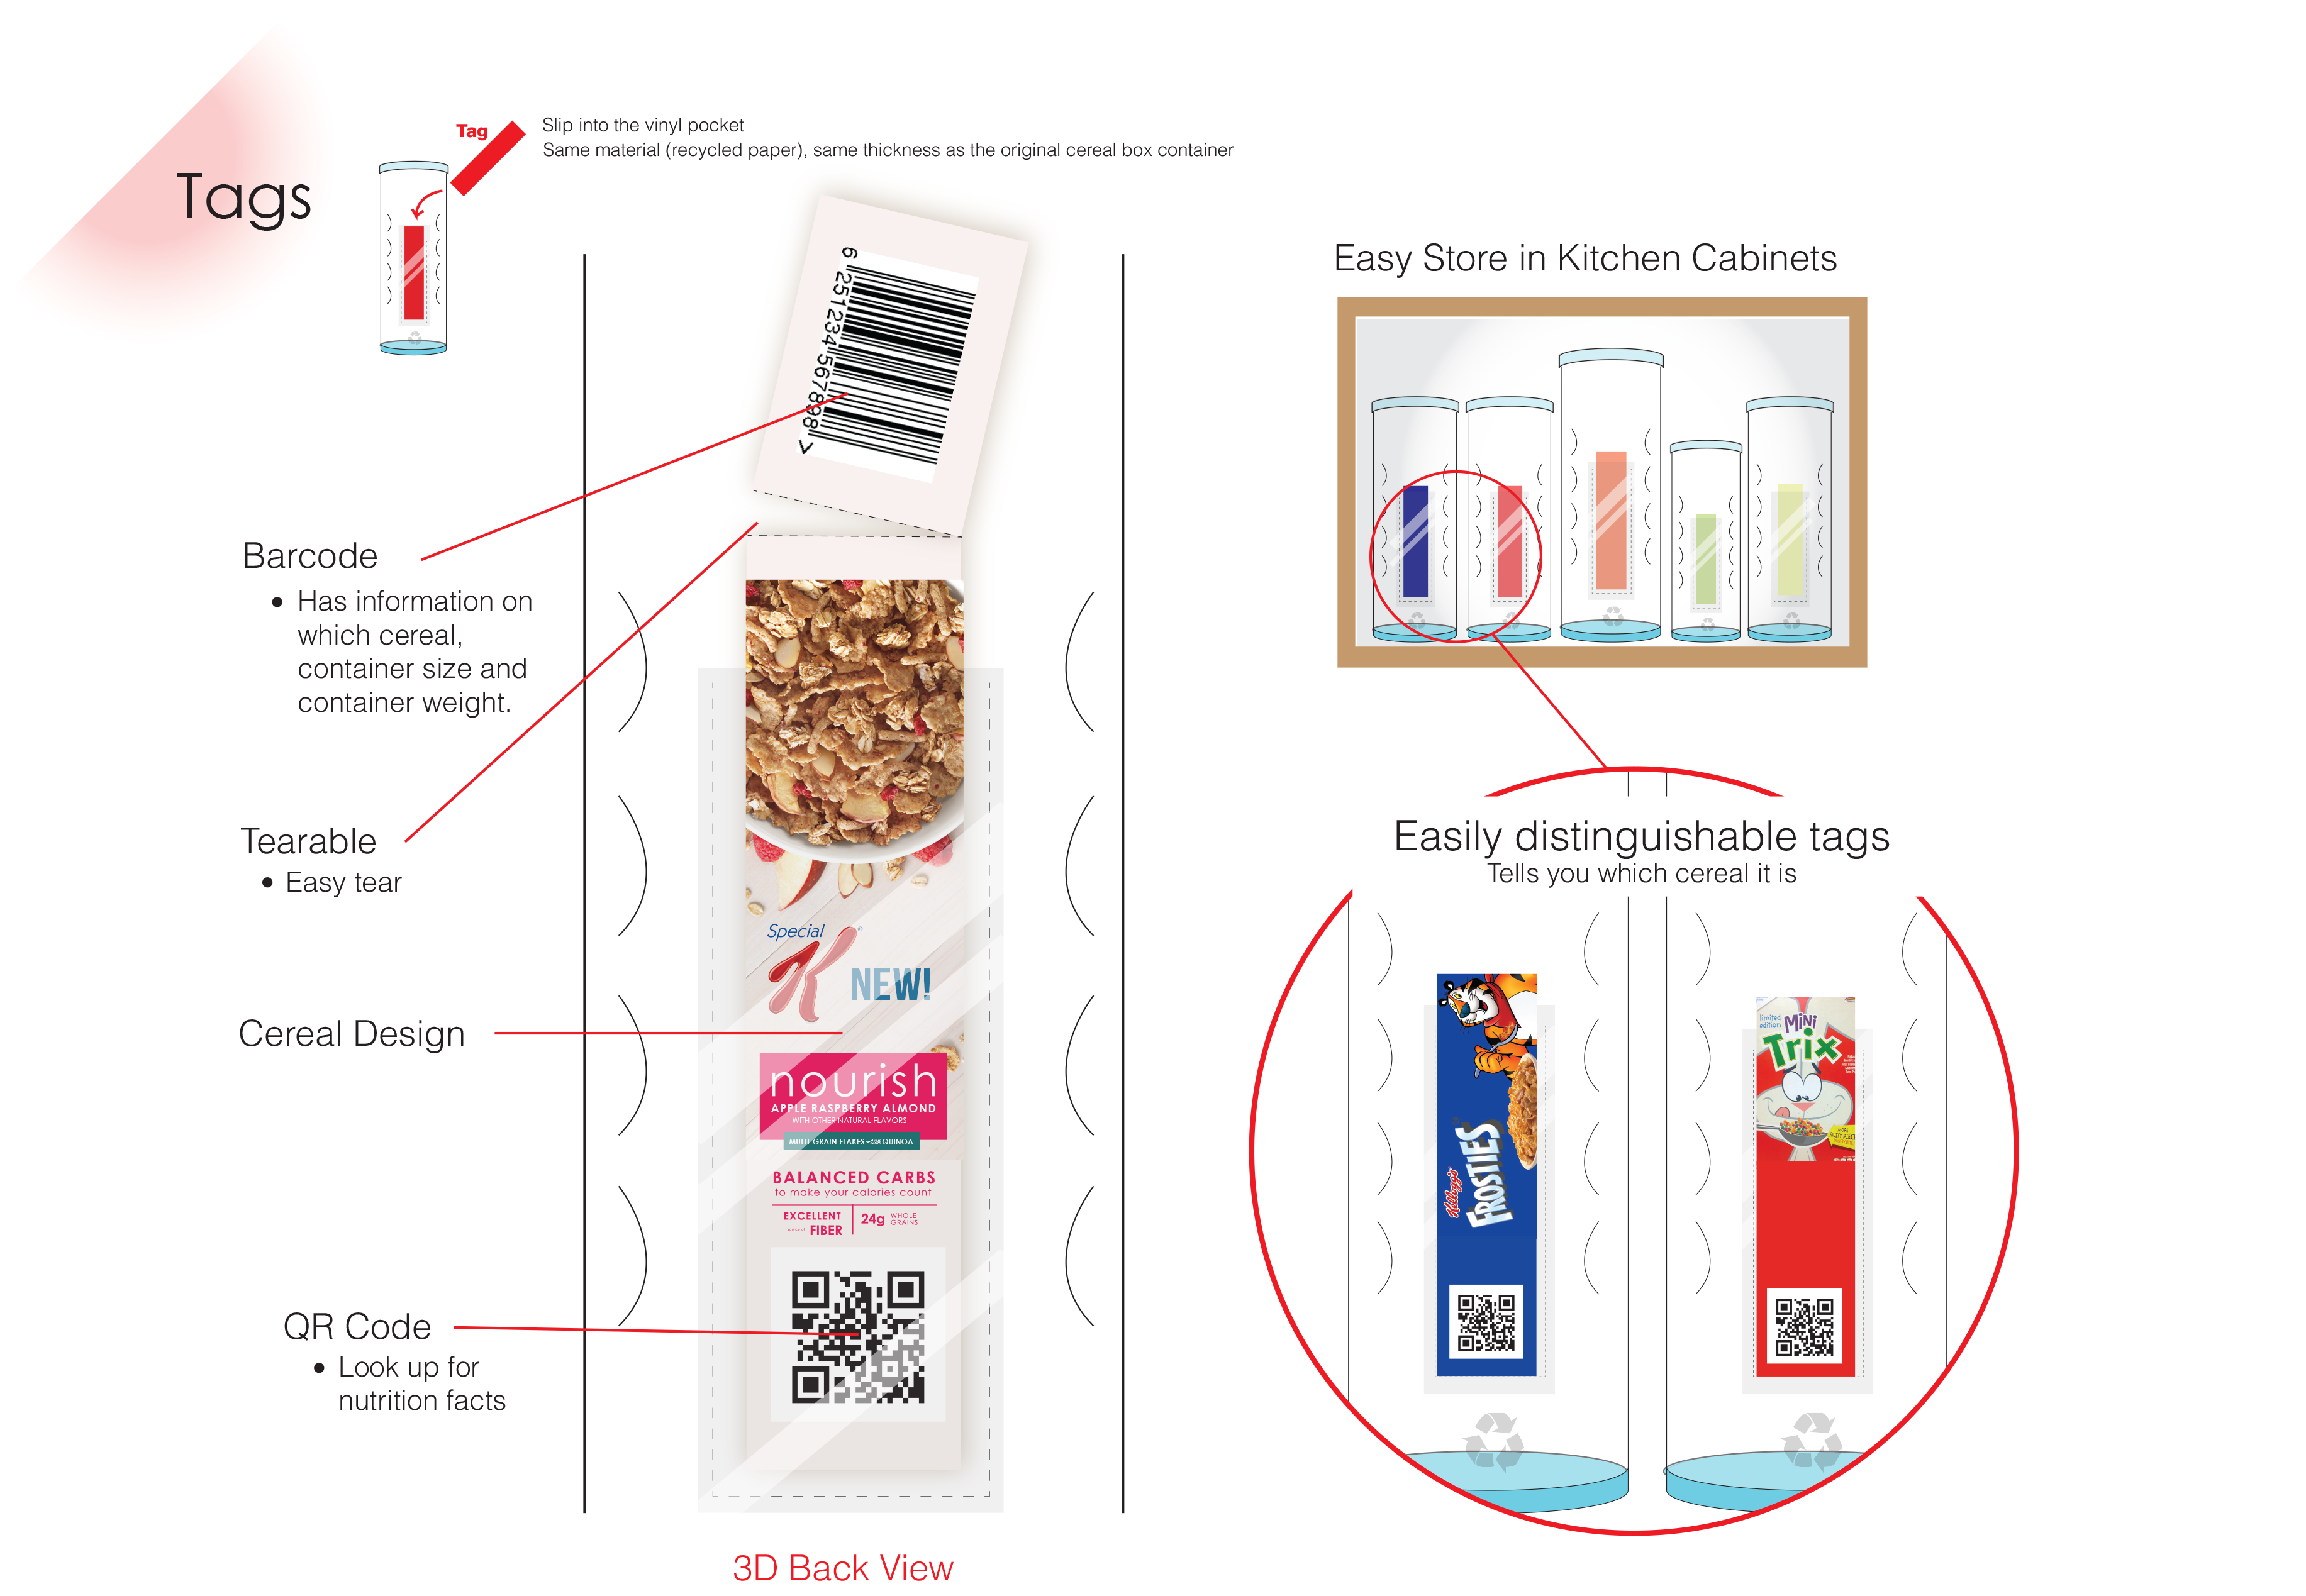 Tags
Tag
Slip into the vinyl pocket
Same material (recycled paper), same thickness as the original cereal box container
6 251234567898 7
Barcode
• Has information on
which cereal,
container size and
container weight.
Tearable
• Easy tear
Cereal Design
QR Code
• Look up for
nutrition facts
Special
K
NEW!
nourish
APPLE RASPBERRY ALMOND
WITH OTHER NATURAL FLAVORS
MULTI-GRAIN FLAKES with QUINOA
BALANCED CARBS
to make your calories count
EXCELLENT
FIBER
24g WHOLE
GRAINS
3D Back View
Easy Store in Kitchen Cabinets
Easily distinguishable tags
Tells you which cereal it is
Kellogg's
FROSTIES
limited
edition
MiNi
Trix